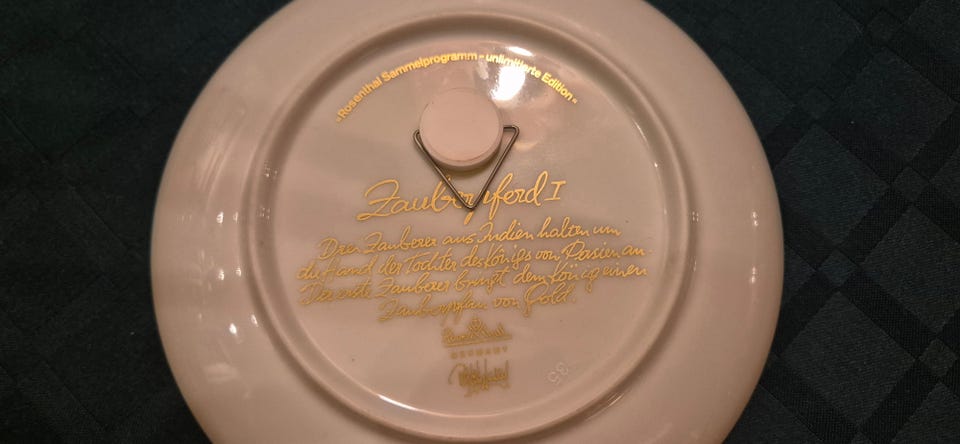 »Rosenthal Sammelprogramm - unlimitierte Edition«
Zauberpferd I
Drei Zauberer aus Indien halten um
die Hand der Tochter des Königs von Persien an
Der erste Zauberer bringt dem König einen
Zauberpfau von Gold.
GERMANY
35